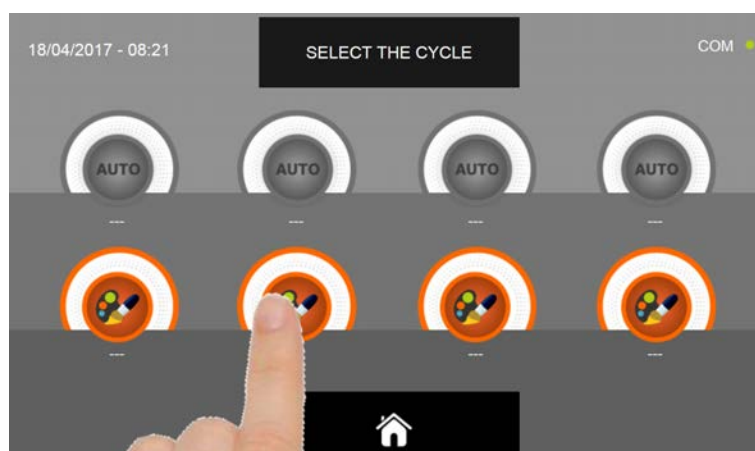 18/04/2017 - 08:21
SELECT THE CYCLE
COM
AUTO AUTO AUTO AUTO
--- --- --- ---
--- --- ---